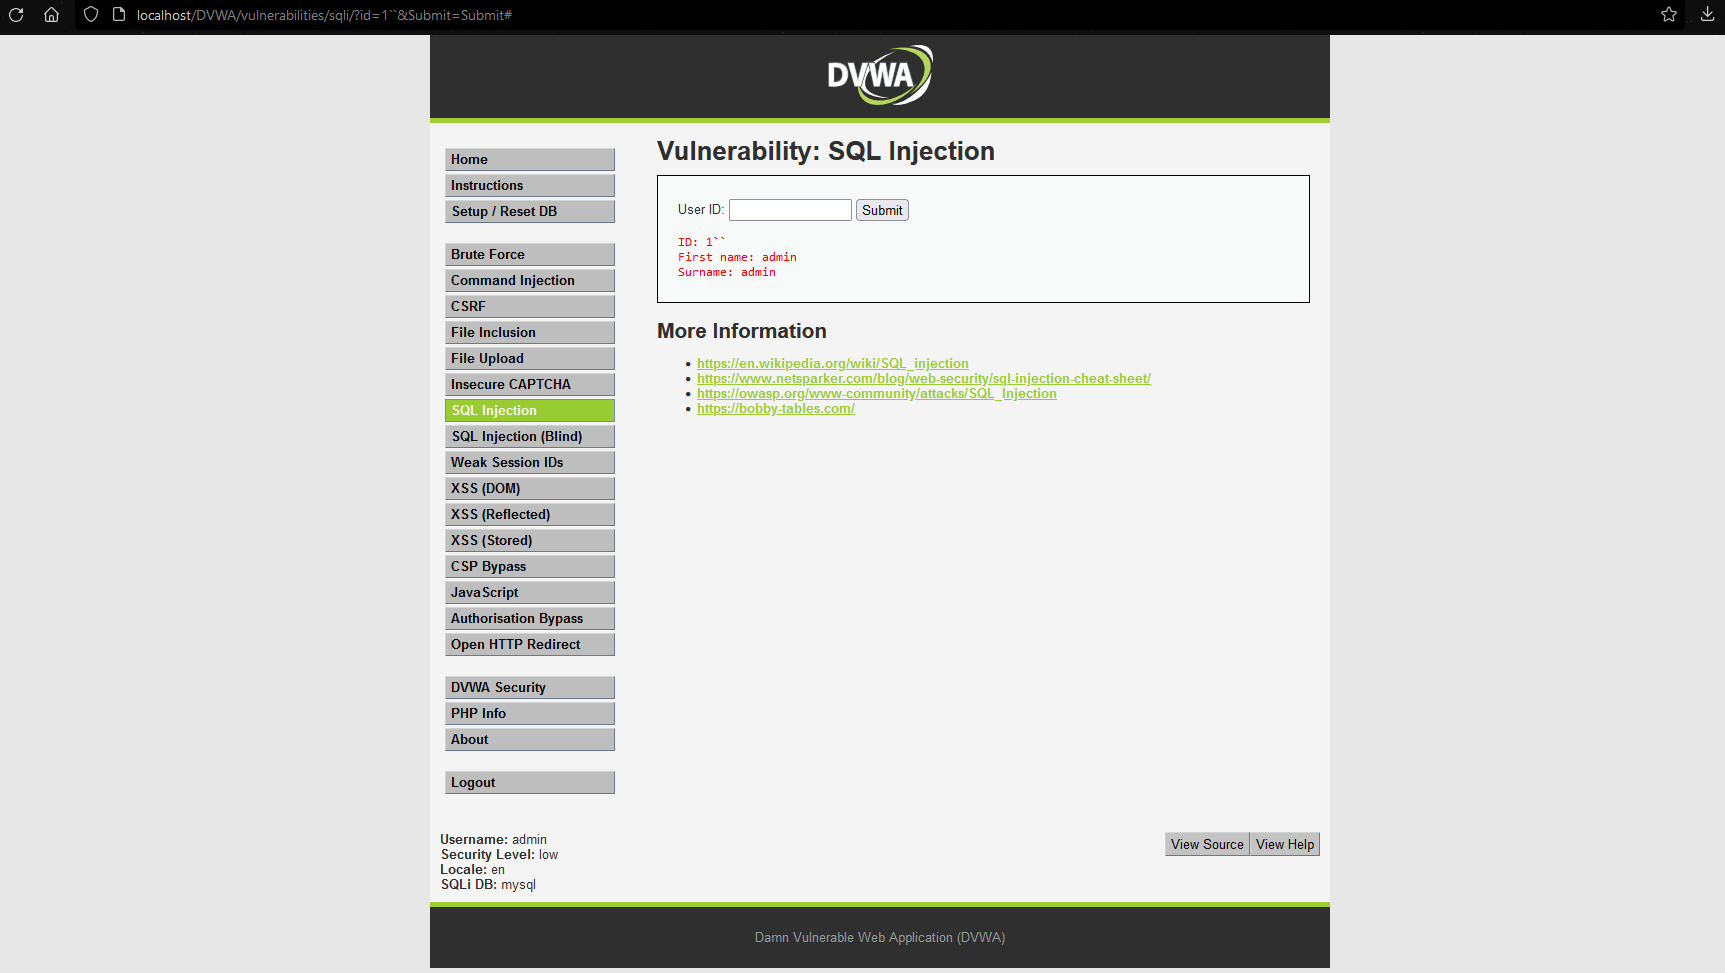 localhost/DVWA/vulnerabilities/sqli/?id=1``&Submit=Submit#
DVWA
Home
Instructions
Setup / Reset DB
Brute Force
Command Injection
CSRF
File Inclusion
File Upload
Insecure CAPTCHA
SQL Injection
SQL Injection (Blind)
Weak Session IDs
XSS (DOM)
XSS (Reflected)
XSS (Stored)
CSP Bypass
JavaScript
Authorisation Bypass
Open HTTP Redirect
DVWA Security
PHP Info
About
Logout
Vulnerability: SQL Injection
User ID: Submit
ID: 1``
First name: admin
Surname: admin
More Information
• https://en.wikipedia.org/wiki/SQL_injection
• https://www.netsparker.com/blog/web-security/sql-injection-cheat-sheet/
• https://owasp.org/www-community/attacks/SQL_Injection
• https://bobby-tables.com/
Username: admin
Security Level: low
Locale: en
SQLi DB: mysql
View Source View Help
Damn Vulnerable Web Application (DVWA)